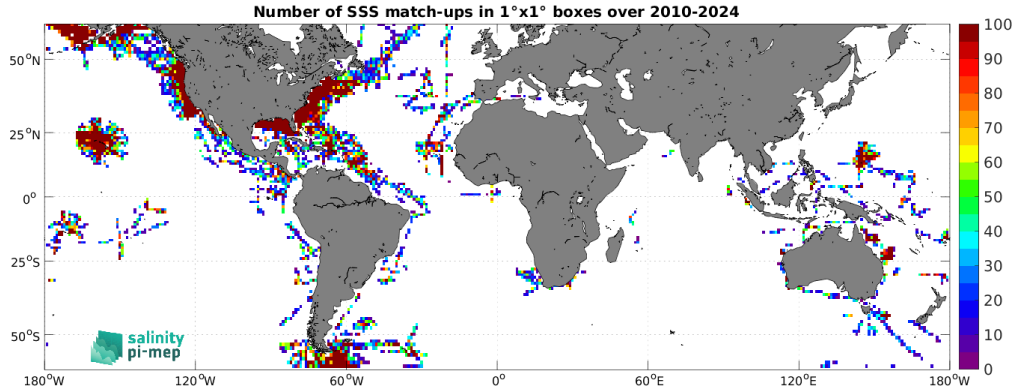 Number of SSS match-ups in 1°x1° boxes over 2010-2024
50°N
25°N
0°
25°S
50°S
180°W
120°W
60°W
0°
60°E
120°E
180°W
100
90
80
70
60
50
40
30
20
10
0
salinity
pi-mep